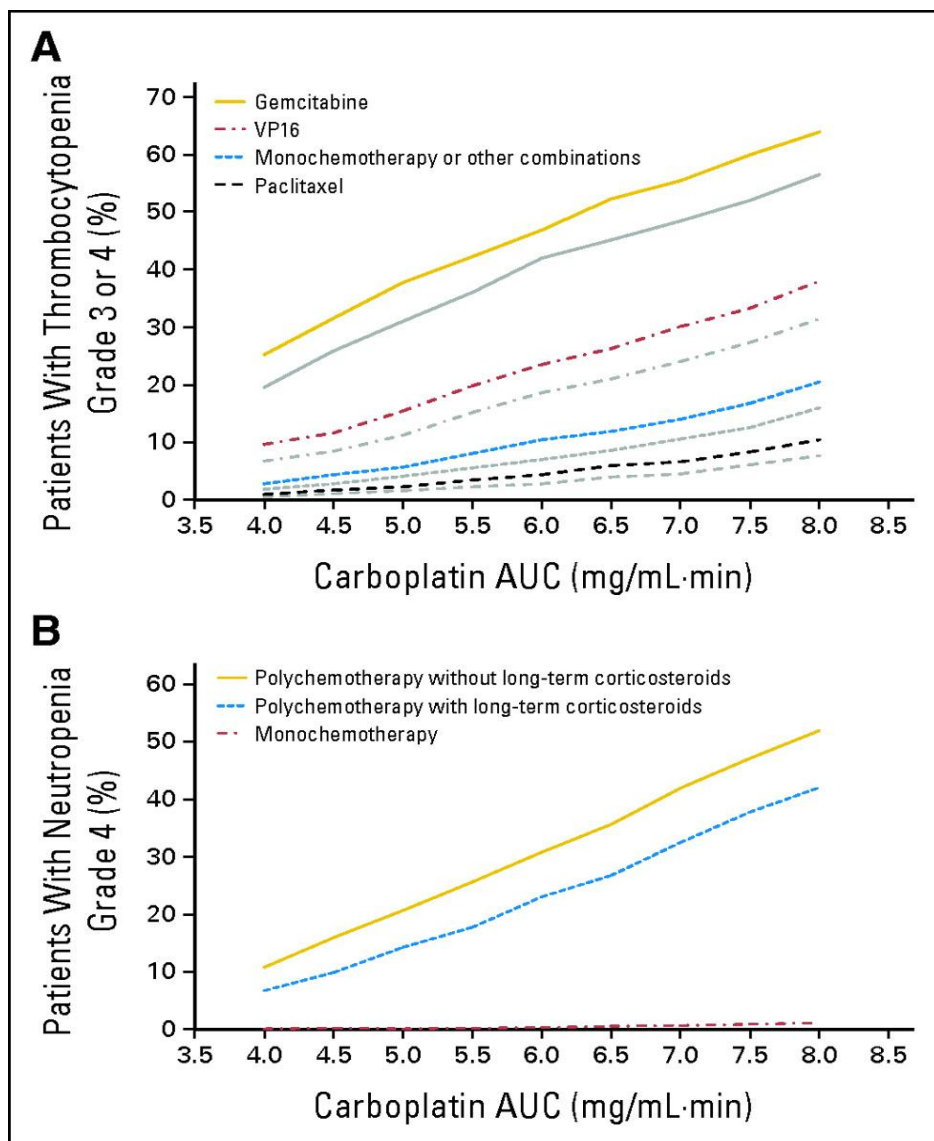 A
Patients With Thrombocytopenia
Grade 3 or 4 (%)
70
60
50
40
30
20
10
0
Gemcitabine
VP16
Monochemotherapy or other combinations
Paclitaxel
3.5 4.0 4.5 5.0 5.5 6.0 6.5 7.0 7.5 8.0 8.5
Carboplatin AUC (mg/mL·min)
B
Patients With Neutropenia
Grade 4 (%)
60
50
40
30
20
10
0
Polychemotherapy without long-term corticosteroids
Polychemotherapy with long-term corticosteroids
Monochemotherapy
3.5 4.0 4.5 5.0 5.5 6.0 6.5 7.0 7.5 8.0 8.5
Carboplatin AUC (mg/mL·min)